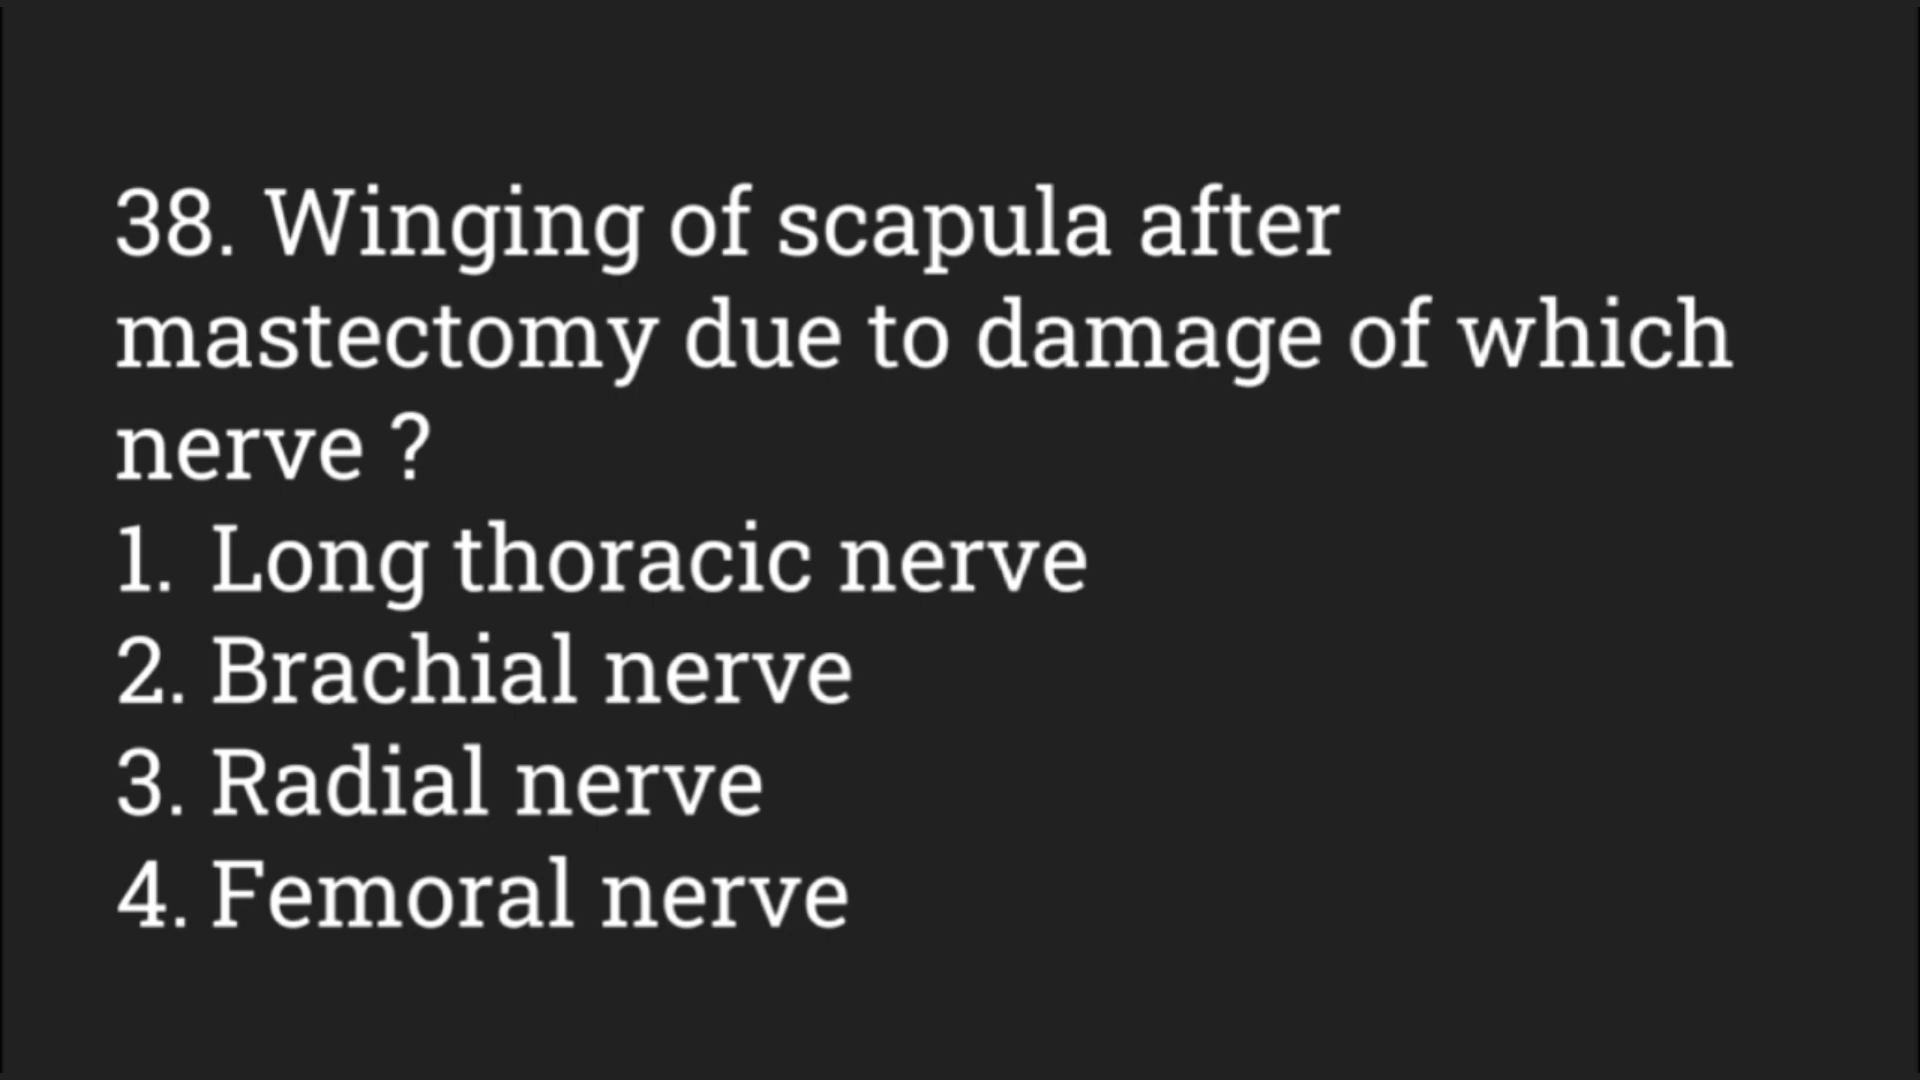 38. Winging of scapula after
mastectomy due to damage of which
nerve ?
1. Long thoracic nerve
2. Brachial nerve
3. Radial nerve
4. Femoral nerve